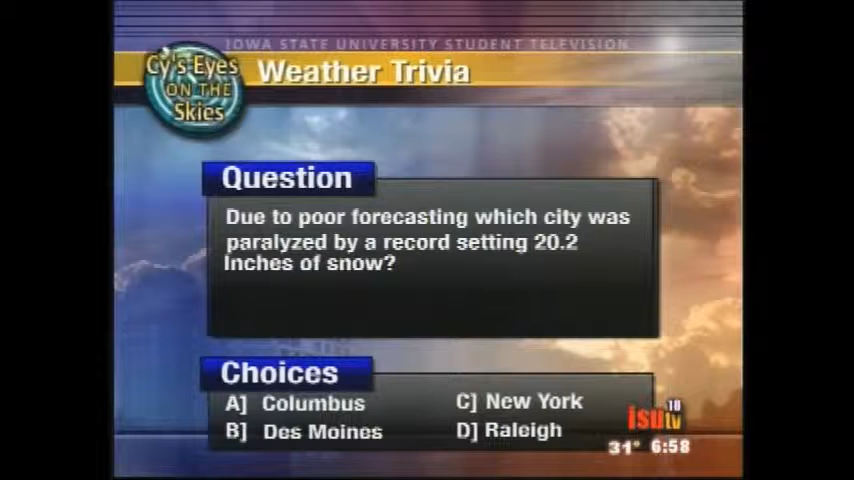 IOWA STATE UNIVERSITY STUDENT TELEVISION
Cy's Eyes
ON THE
Skies
Weather Trivia
Question
Due to poor forecasting which city was
paralyzed by a record setting 20.2
Inches of snow?
Choices
A] Columbus
B] Des Moines
C] New York
D] Raleigh
isu 18
tv
31° 6:58